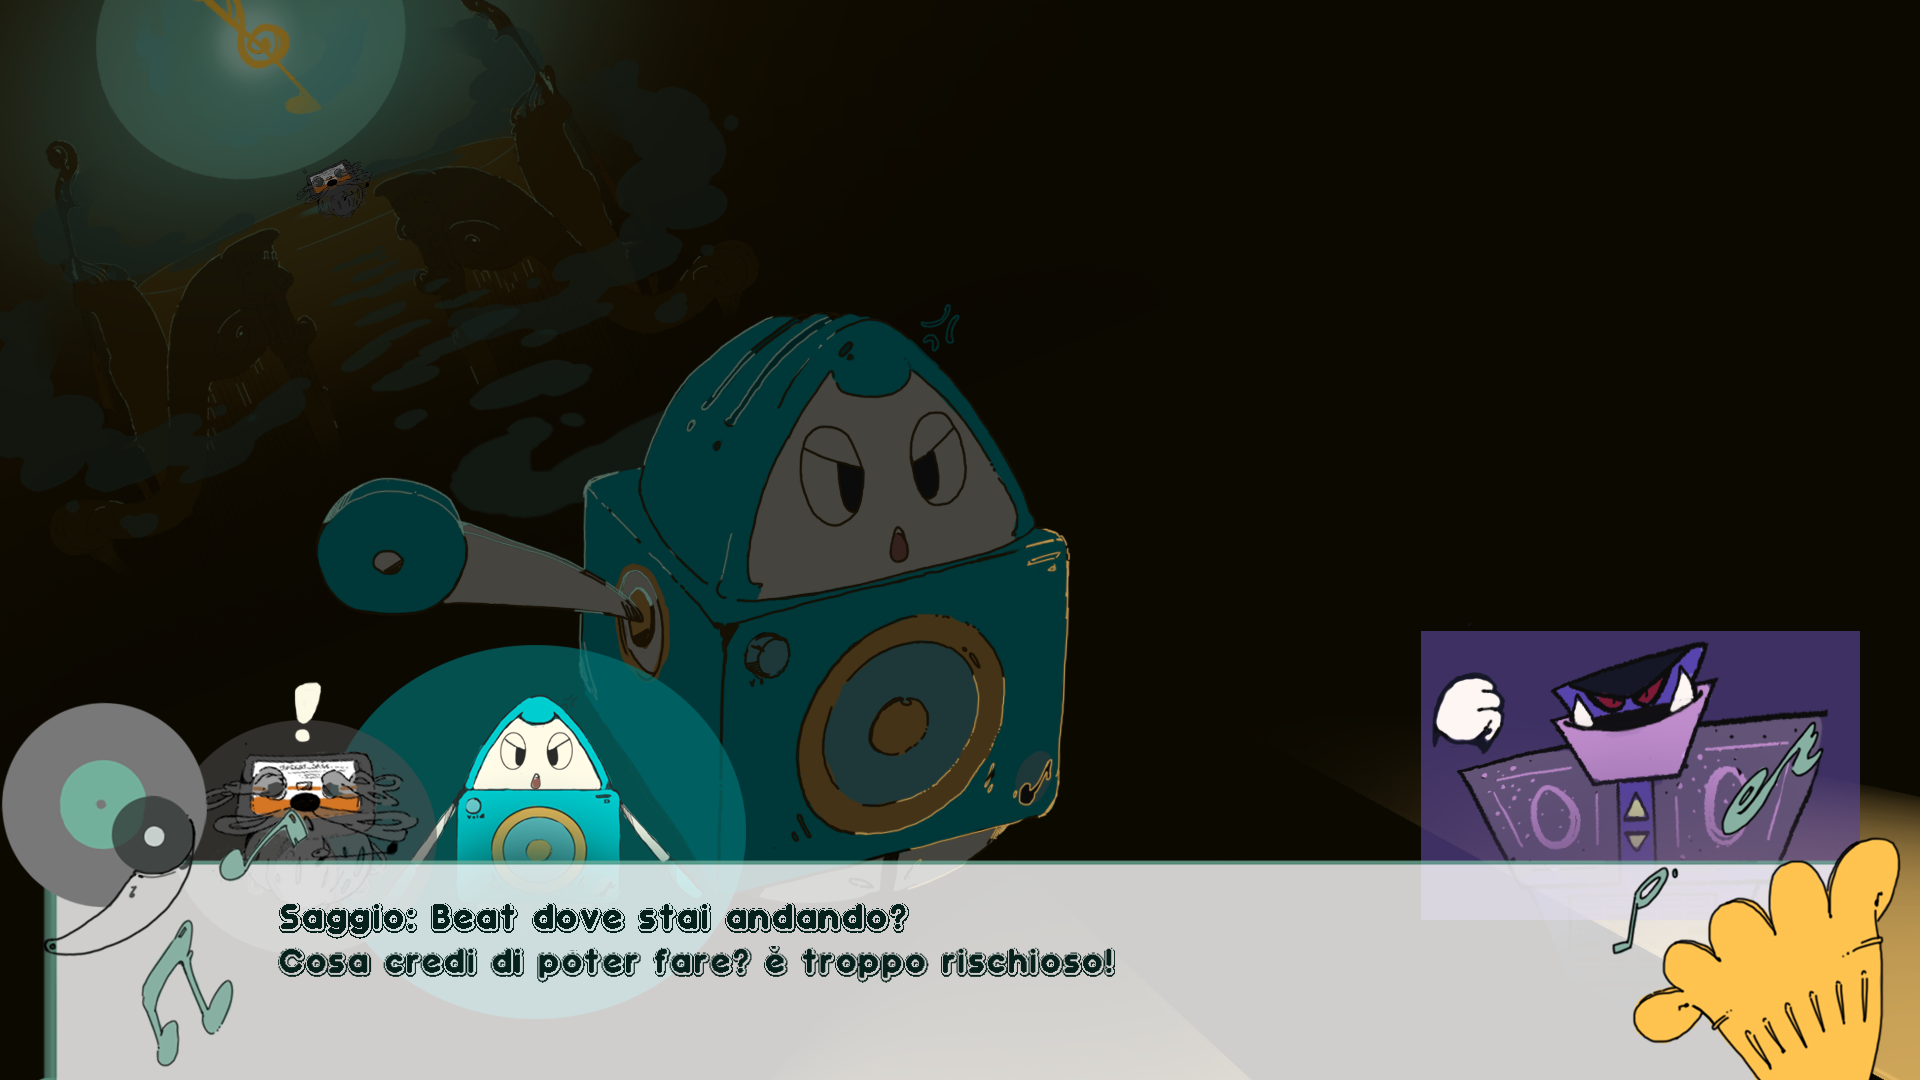 Saggio: Beat dove stai andando?
Cosa credi di poter fare? ě troppo rischioso!